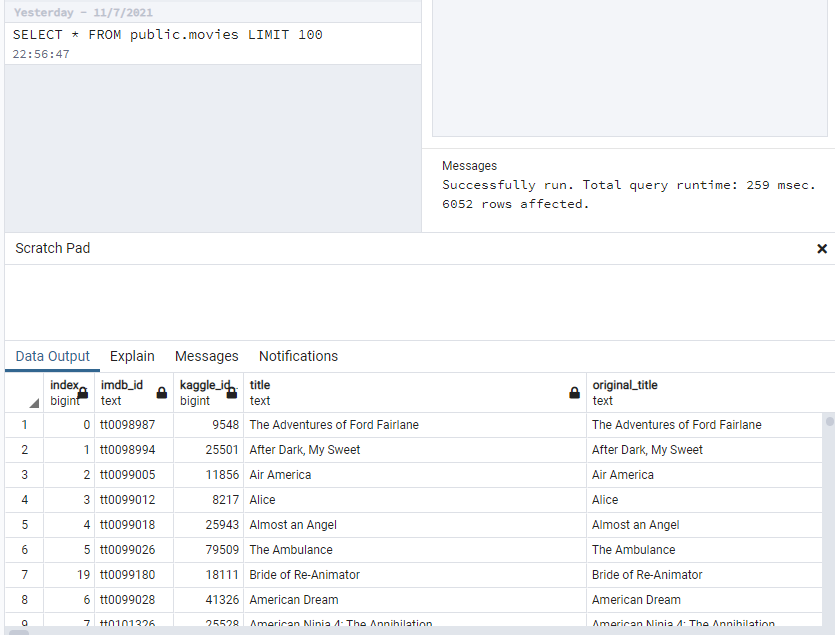 Yesterday - 11/7/2021
SELECT * FROM public.movies LIMIT 100
22:56:47
Messages
Successfully run. Total query runtime: 259 msec.
6052 rows affected.
Scratch Pad
Data Output Explain Messages Notifications
index imdb_id kaggle_id title original_title
bigint text bigint text text
1 0 tt0098987 9548 The Adventures of Ford Fairlane The Adventures of Ford Fairlane
2 1 tt0098994 25501 After Dark, My Sweet After Dark, My Sweet
3 2 tt0099005 11856 Air America Air America
4 3 tt0099012 8217 Alice Alice
5 4 tt0099018 25943 Almost an Angel Almost an Angel
6 5 tt0099026 79509 The Ambulance The Ambulance
7 19 tt0099180 18111 Bride of Re-Animator Bride of Re-Animator
8 6 tt0099028 41326 American Dream American Dream
9 7 tt0101326 25528 American Ninja 4: The Annihilation American Ninja 4: The Annihilation